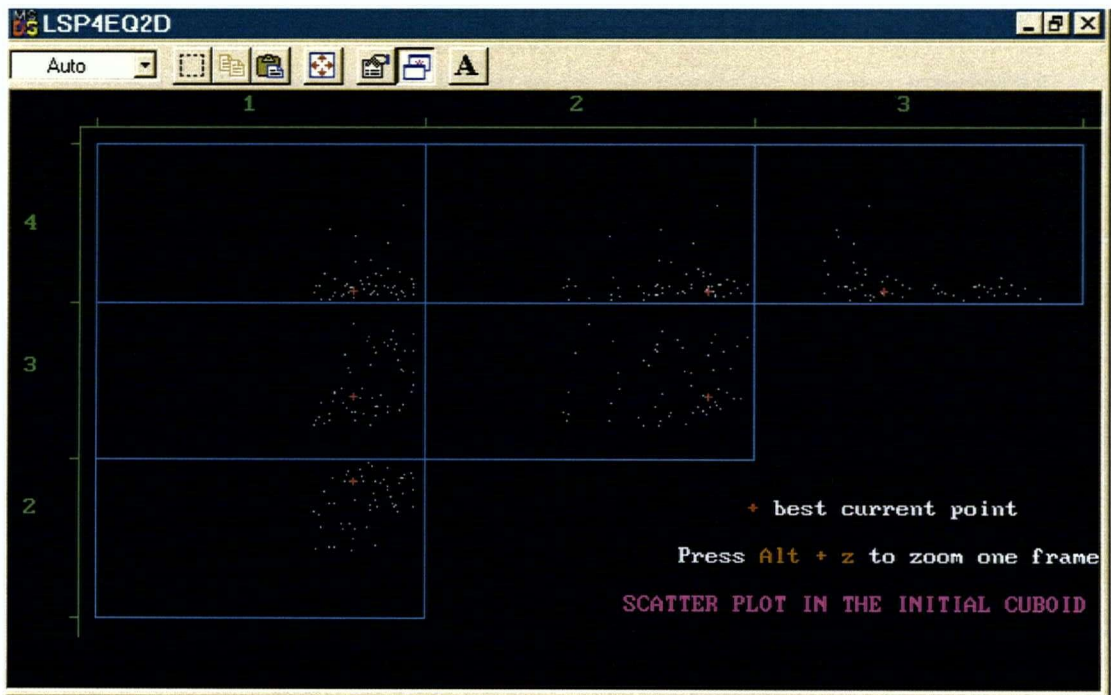 LSP4EQ2D
Auto A
1 2 3
4
3
2
+ best current point
Press Alt + z to zoom one frame
SCATTER PLOT IN THE INITIAL CUBOID